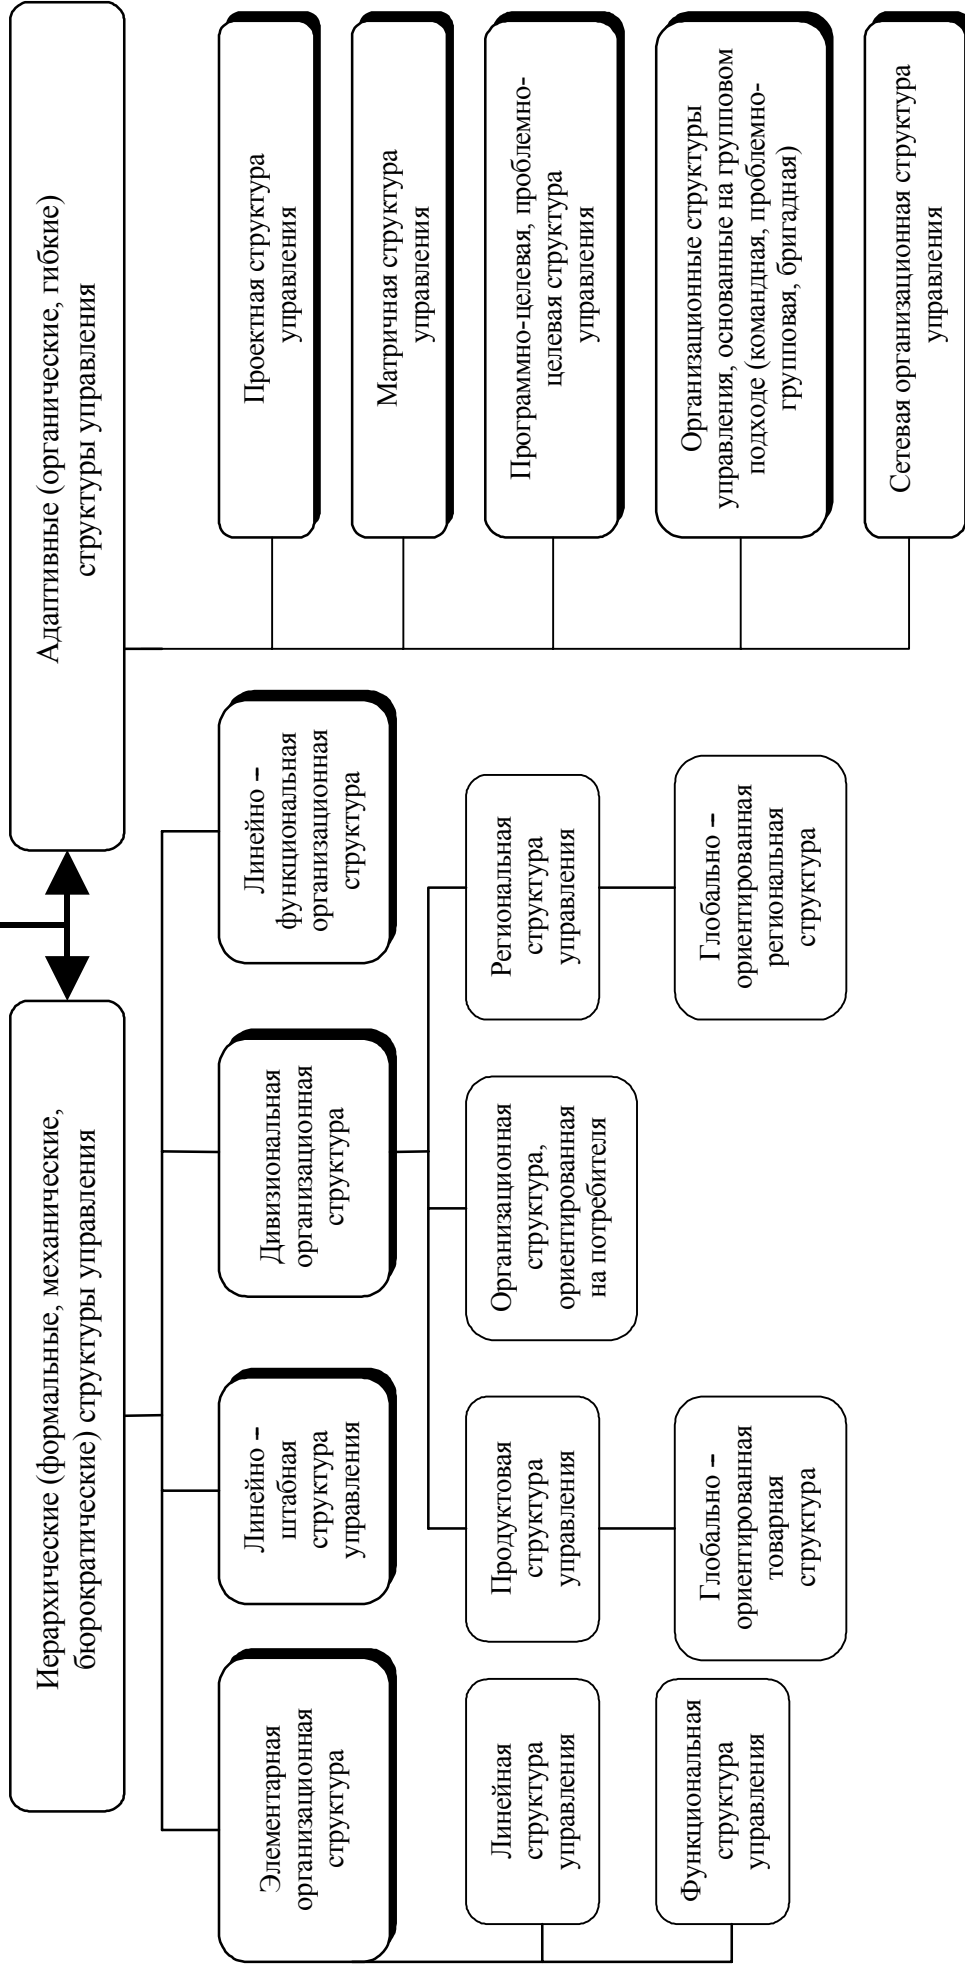 Иерархические (формальные, механические,
бюрократические) структуры управления
Адаптивные (органические, гибкие)
структуры управления
Элементарная
организационная
структура
Линейно –
штабная
структура
управления
Дивизиональная
организационная
структура
Линейно –
функциональная
организационная
структура
Линейная
структура
управления
Функциональная
структура
управления
Продуктовая
структура
управления
Организационная
структура,
ориентированная
на потребителя
Региональная
структура
управления
Глобально –
ориентированная
товарная
структура
Глобально –
ориентированная
региональная
структура
Проектная структура
управления
Матричная структура
управления
Программно-целевая, проблемно-
целевая структура
управления
Организационные структуры
управления, основанные на групповом
подходе (командная, проблемно-
групповая, бригадная)
Сетевая организационная структура
управления